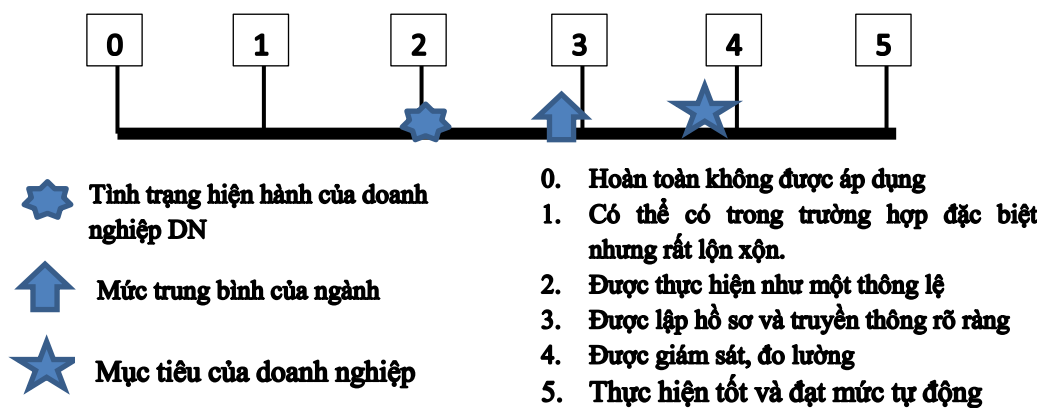 0 1 2 3 4 5
Tình trạng hiện hành của doanh
nghiệp DN
Mức trung bình của ngành
Mục tiêu của doanh nghiệp
0. Hoàn toàn không được áp dụng
1. Có thể có trong trường hợp đặc biệt
nhưng rất lộn xộn.
2. Được thực hiện như một thông lệ
3. Được lập hồ sơ và truyền thông rõ ràng
4. Được giám sát, đo lường
5. Thực hiện tốt và đạt mức tự động